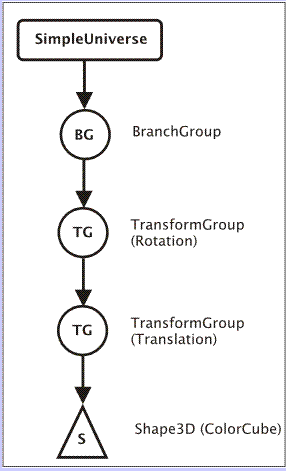 SimpleUniverse
BG
BranchGroup
TG
TransformGroup
(Rotation)
TG
TransformGroup
(Translation)
S
Shape3D (ColorCube)